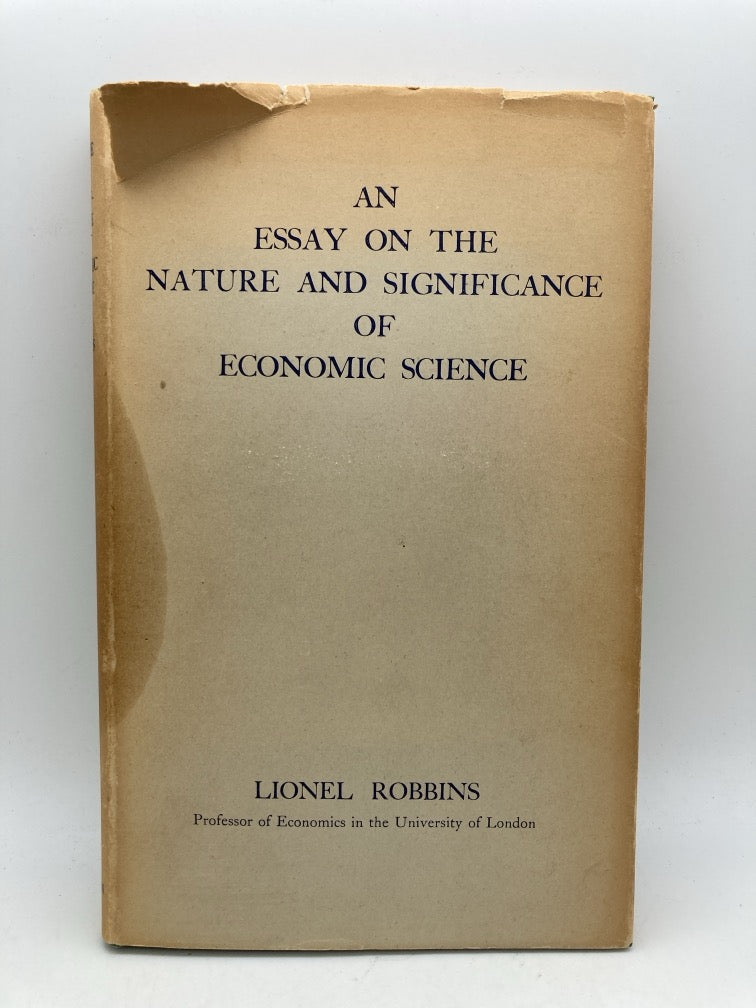 AN
ESSAY ON THE
NATURE AND SIGNIFICANCE
OF
ECONOMIC SCIENCE
LIONEL ROBBINS
Professor of Economics in the University of London